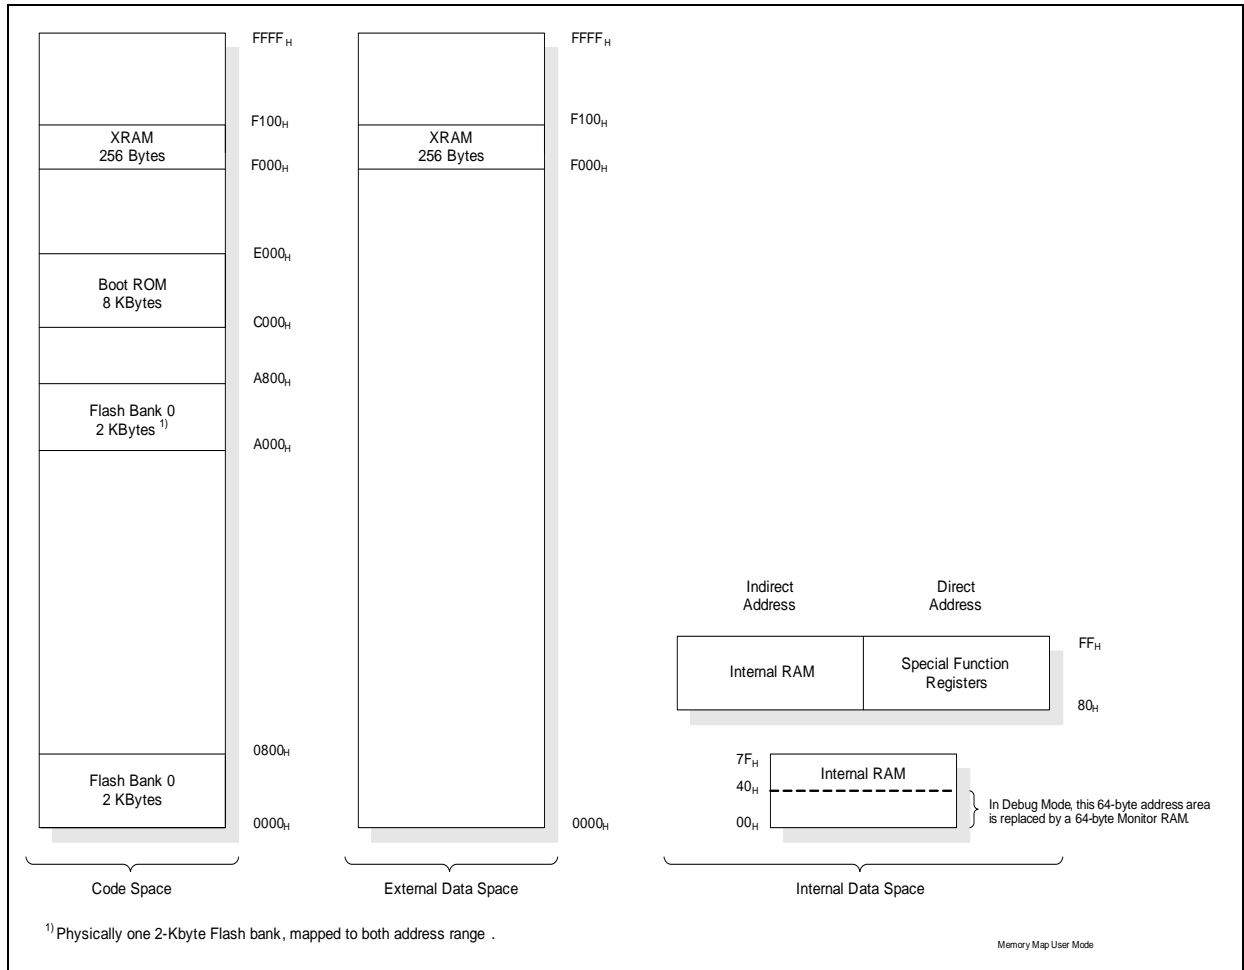 FFFFH
F100H
XRAM
256 Bytes
F000H
E000H
Boot ROM
8 KBytes
C000H
A800H
Flash Bank 0
2 KBytes 1)
A000H
0800H
Flash Bank 0
2 KBytes
0000H
Code Space
FFFFH
F100H
XRAM
256 Bytes
F000H
0000H
External Data Space
Indirect
Address
Direct
Address
FFH
Internal RAM
Special Function
Registers
80H
7FH
Internal RAM
40H
00H
In Debug Mode, this 64-byte address area
is replaced by a 64-byte Monitor RAM.
Internal Data Space
1) Physically one 2-Kbyte Flash bank, mapped to both address range .
Memory Map User Mode